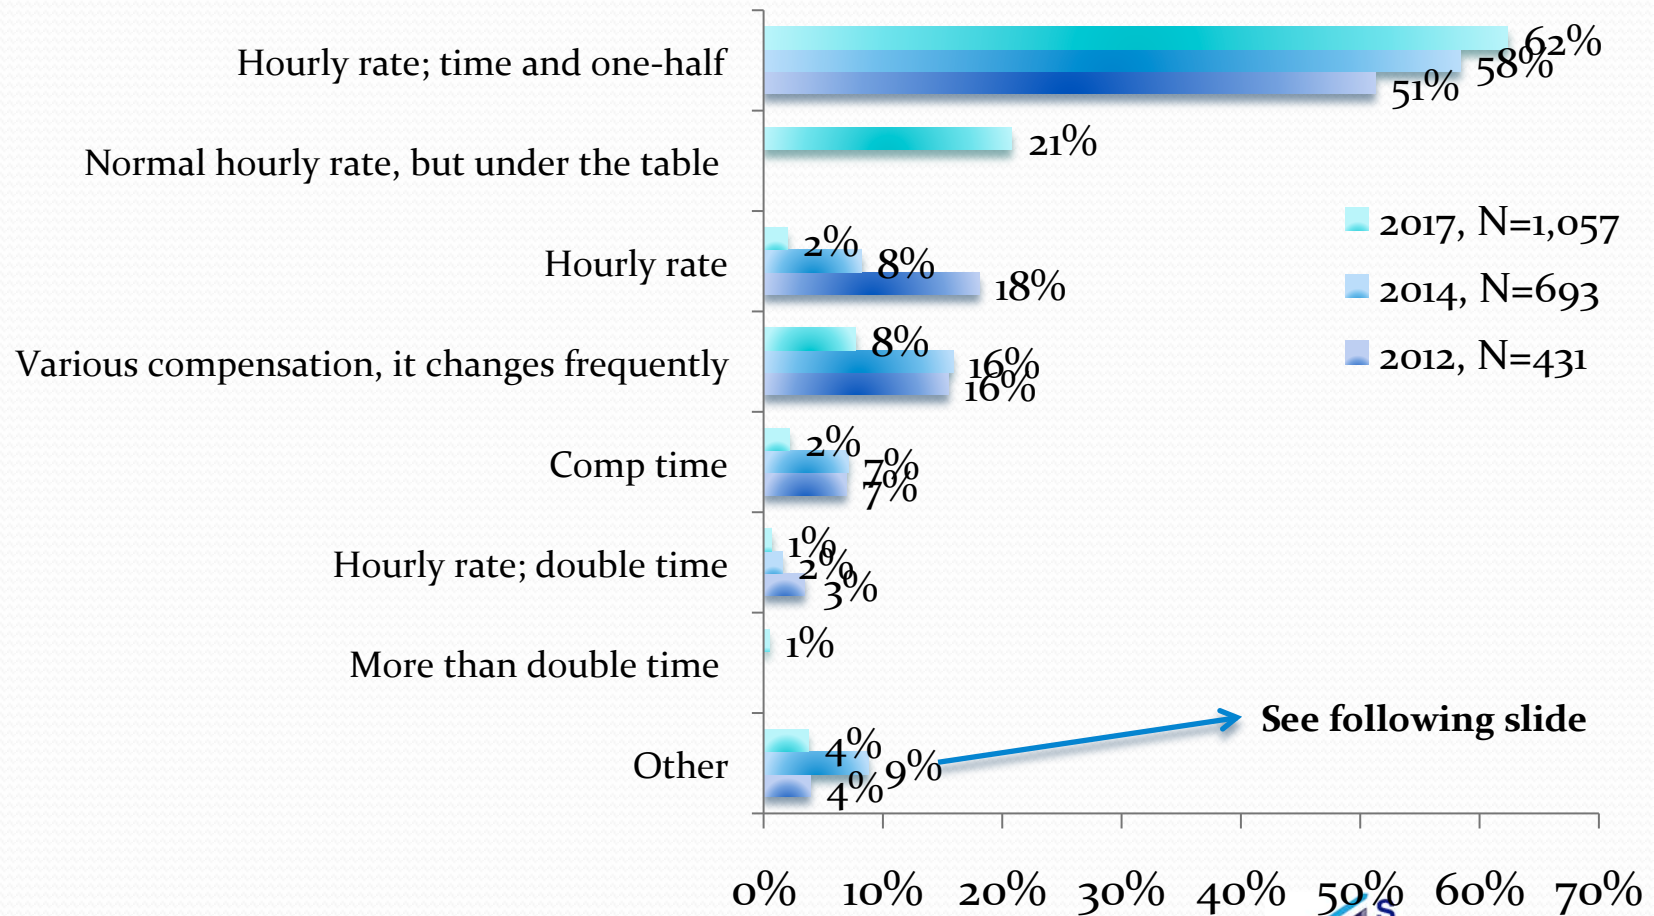 Hourly rate; time and one-half
62%
58%
51%
Normal hourly rate, but under the table
21%
Hourly rate
2%
8%
18%
Various compensation, it changes frequently
8%
16%
16%
Comp time
2%
7%
7%
Hourly rate; double time
1%
2%
3%
More than double time
1%
Other
4%
9%
4%
See following slide
2017, N=1,057
2014, N=693
2012, N=431
0% 10% 20% 30% 40% 50% 60% 70%